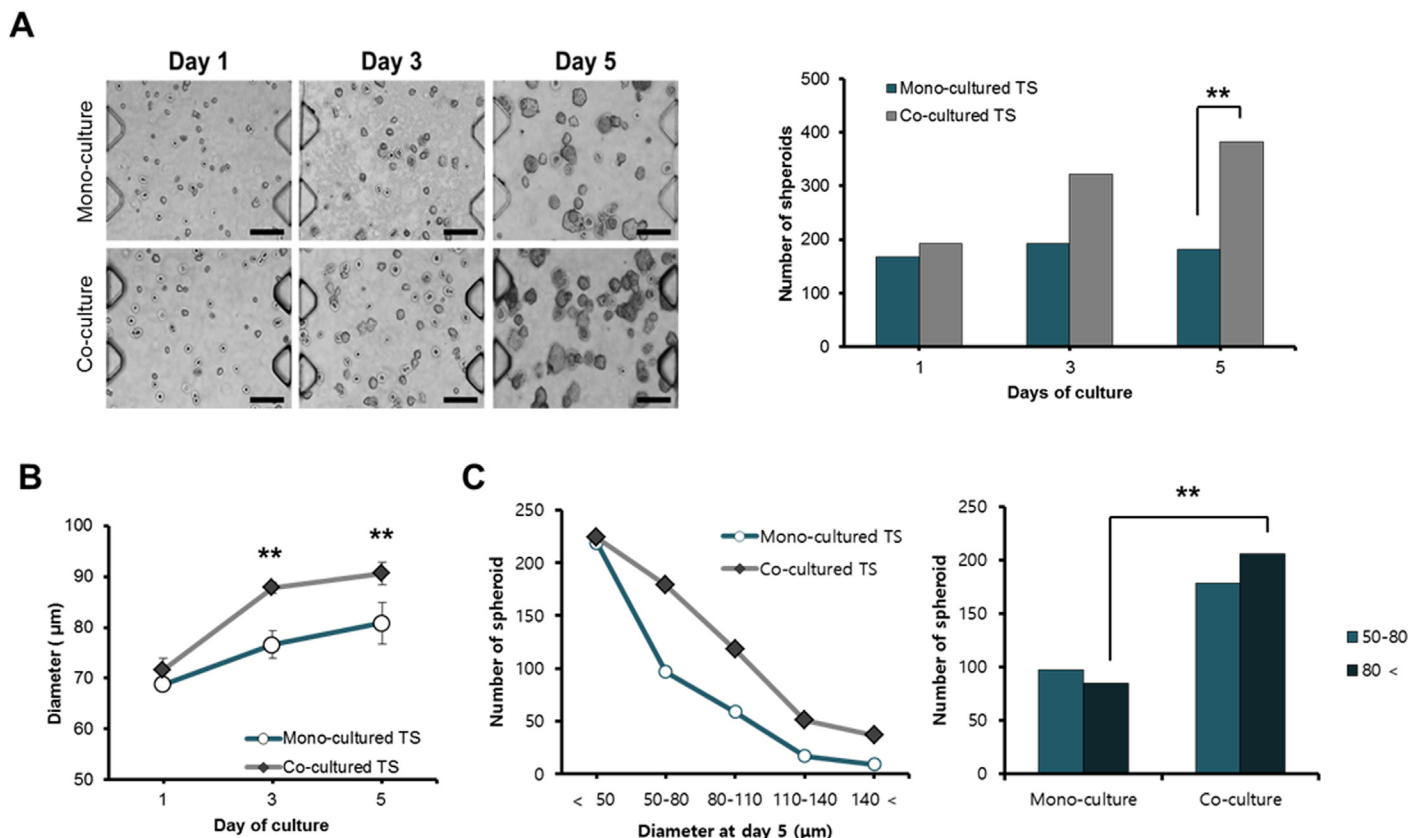 A
Day 1
Day 3
Day 5
Mono-culture
Co-culture
500
400
300
200
100
0
Number of shperoids
Mono-cultured TS
Co-cultured TS
**
1
3
5
Days of culture
B
100
90
80
70
60
50
Diameter ( μm)
**
**
Mono-cultured TS
Co-cultured TS
1
3
5
Day of culture
C
250
200
150
100
50
0
Number of spheroid
Mono-cultured TS
Co-cultured TS
< 50
50-80
80-110
110-140
140 <
Diameter at day 5 (μm)
250
200
150
100
50
0
Number of spheroid
**
50-80
80 <
Mono-culture
Co-culture